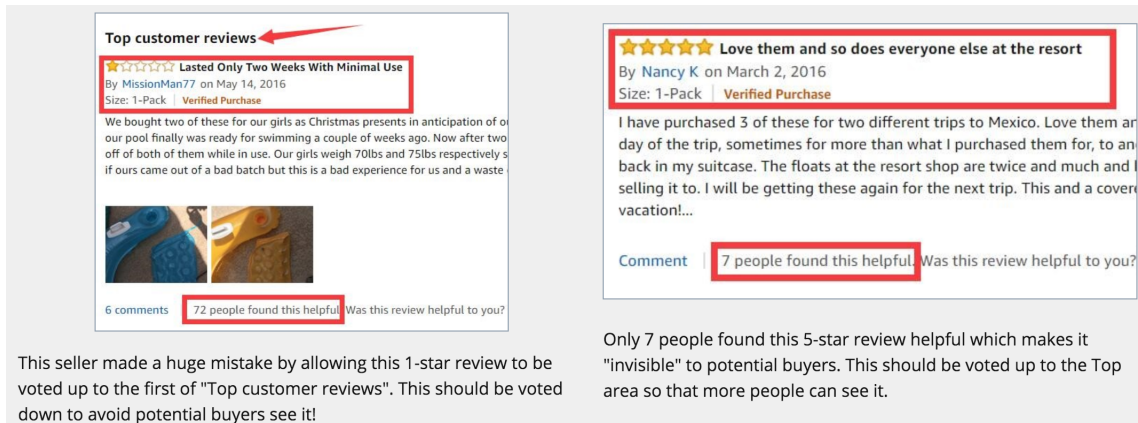 Top customer reviews
Lasted Only Two Weeks With Minimal Use
By MissionMan77 on May 14, 2016
Size: 1-Pack | Verified Purchase
We bought two of these for our girls as Christmas presents in anticipation of
our pool finally was ready for swimming a couple of weeks ago. Now after two
off of both of them while in use. Our girls weigh 70lbs and 75lbs respectively
if ours came out of a bad batch but this is a bad experience for us and a waste
6 comments | 72 people found this helpful. Was this review helpful to you?
This seller made a huge mistake by allowing this 1-star review to be
voted up to the first of "Top customer reviews". This should be voted
down to avoid potential buyers see it!
Love them and so does everyone else at the resort
By Nancy K on March 2, 2016
Size: 1-Pack | Verified Purchase
I have purchased 3 of these for two different trips to Mexico. Love them
day of the trip, sometimes for more than what I purchased them for, to
back in my suitcase. The floats at the resort shop are twice and much and
selling it to. I will be getting these again for the next trip. This and a
vacation!...
Comment | 7 people found this helpful. Was this review helpful to you?
Only 7 people found this 5-star review helpful which makes it
"invisible" to potential buyers. This should be voted up to the Top
area so that more people can see it.